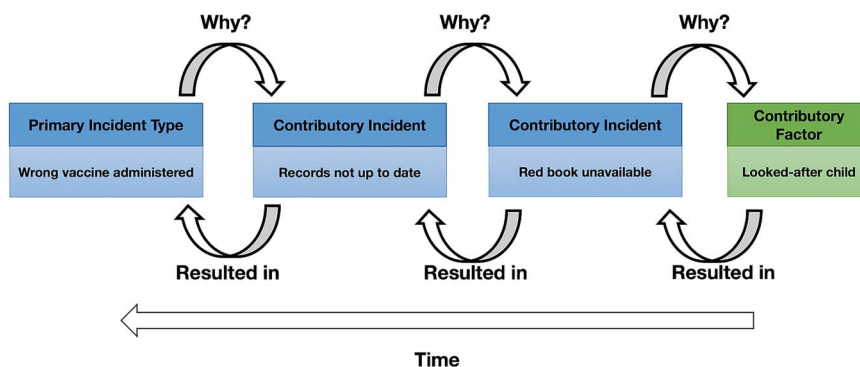 Why?
Why?
Why?
Primary Incident Type
Wrong vaccine administered
Contributory Incident
Records not up to date
Contributory Incident
Red book unavailable
Contributory
Factor
Looked-after child
Resulted in
Resulted in
Resulted in
Time